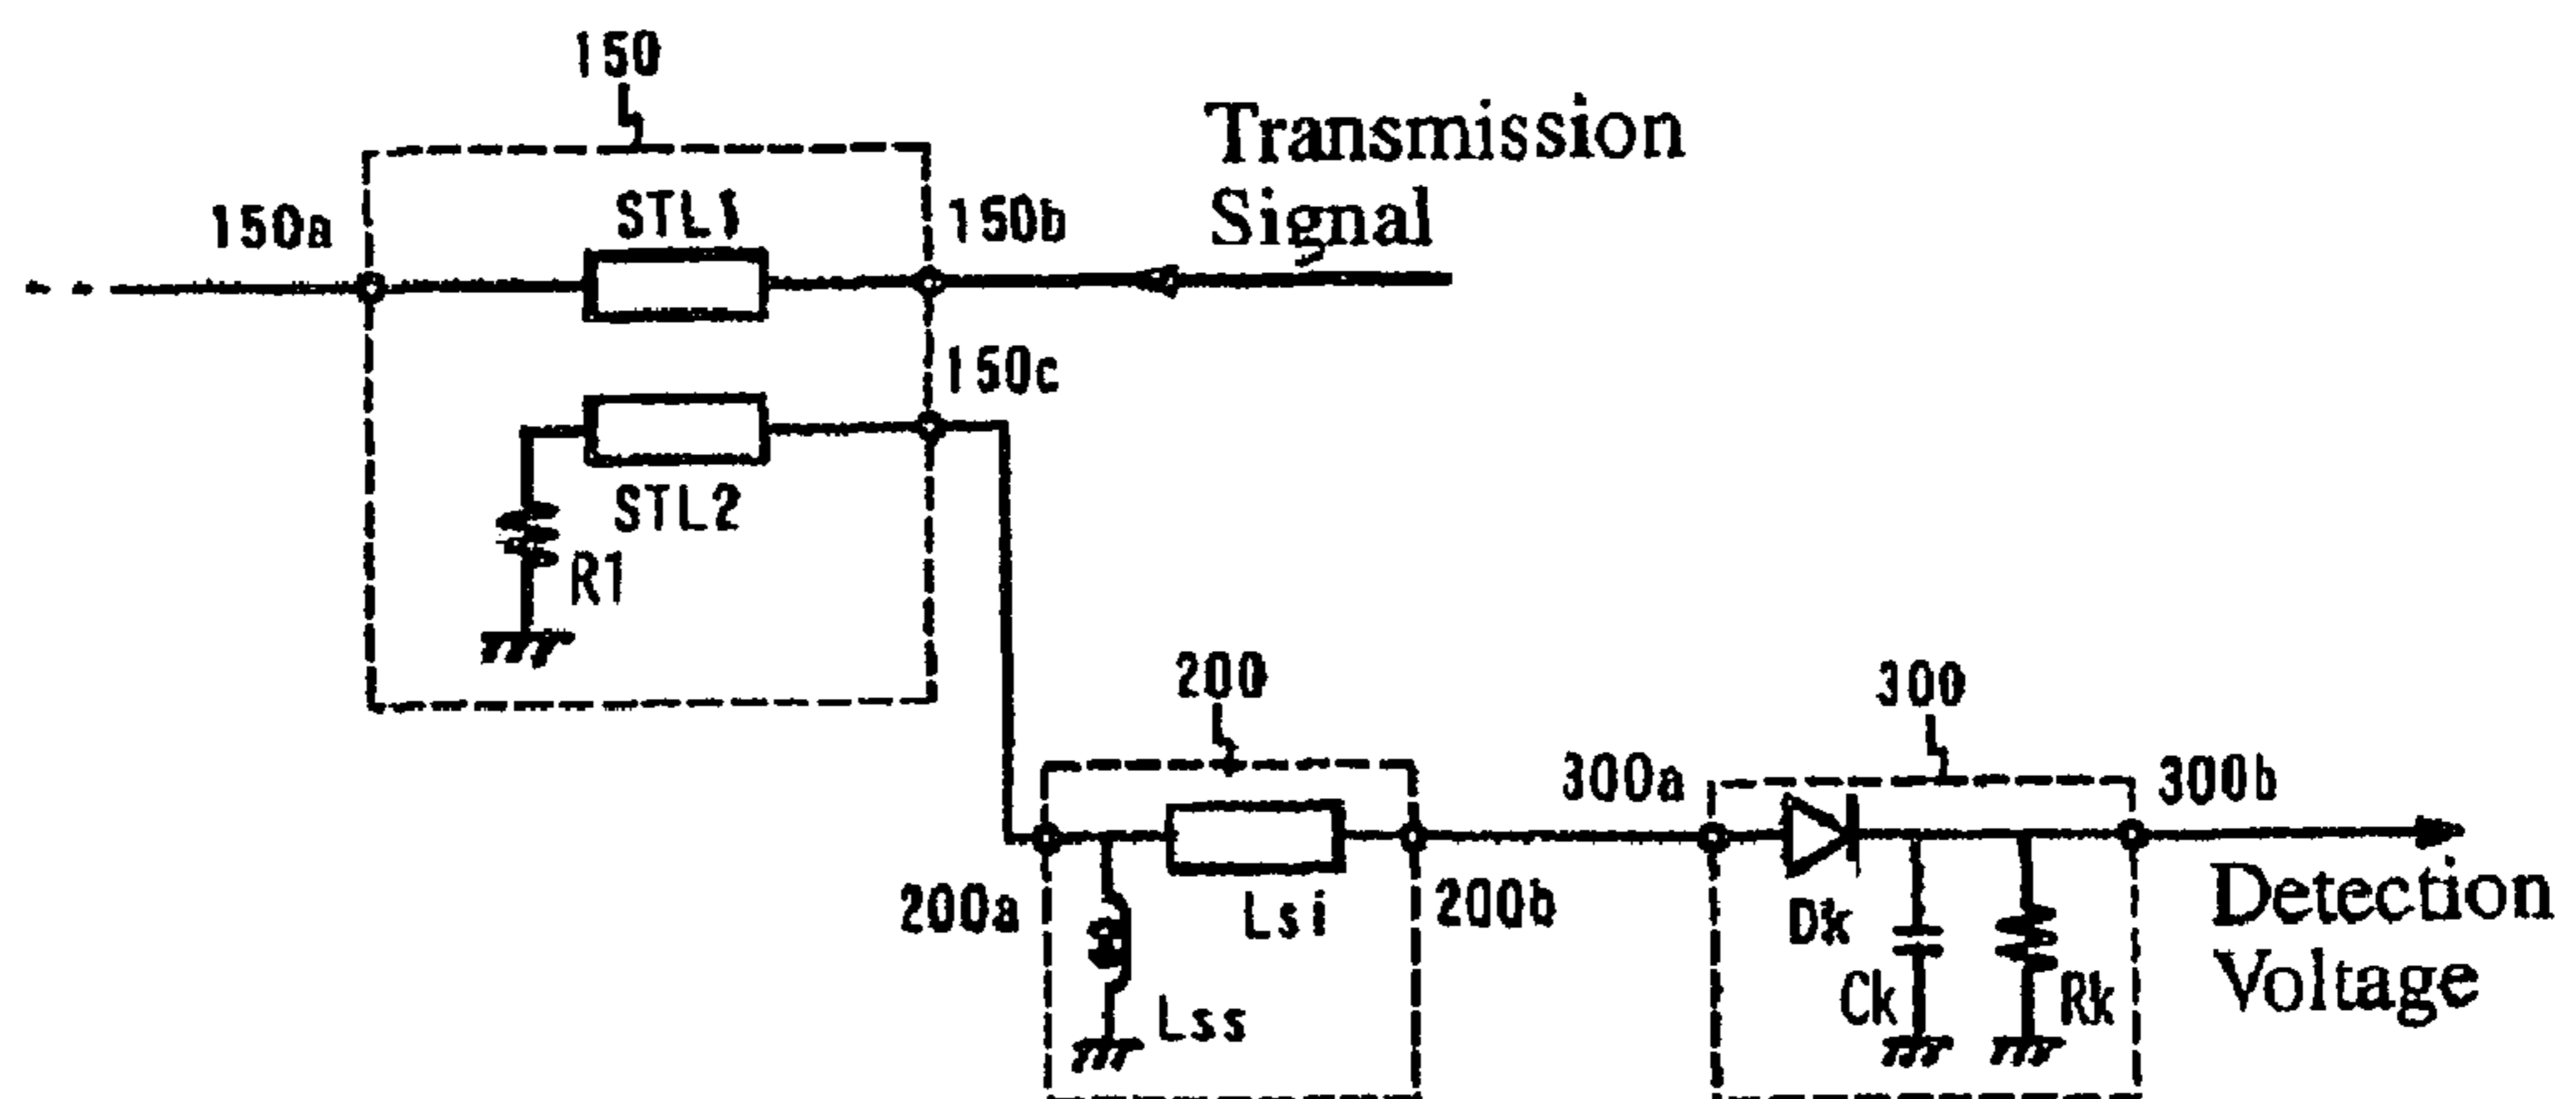 150
Transmission
Signal
150a
STL1
150b
150c
STL2
R1
200
300
300a
300b
200a
Lsi
200b
Dk
Detection
Voltage
Lss
Ck
Rk